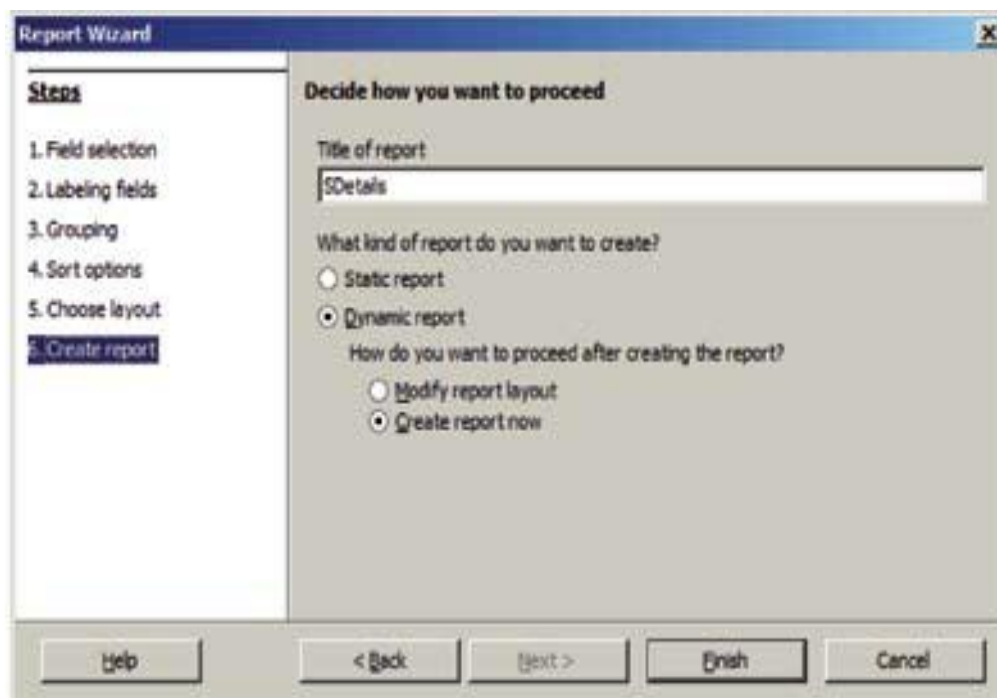 Report Wizard
Steps
1. Field selection
2. Labeling fields
3. Grouping
4. Sort options
5. Choose layout
6. Create report
Decide how you want to proceed
Title of report
SDetails
What kind of report do you want to create?
Static report
Dynamic report
How do you want to proceed after creating the report?
Modify report layout
Create report now
Help
< Back
Next >
Finish
Cancel